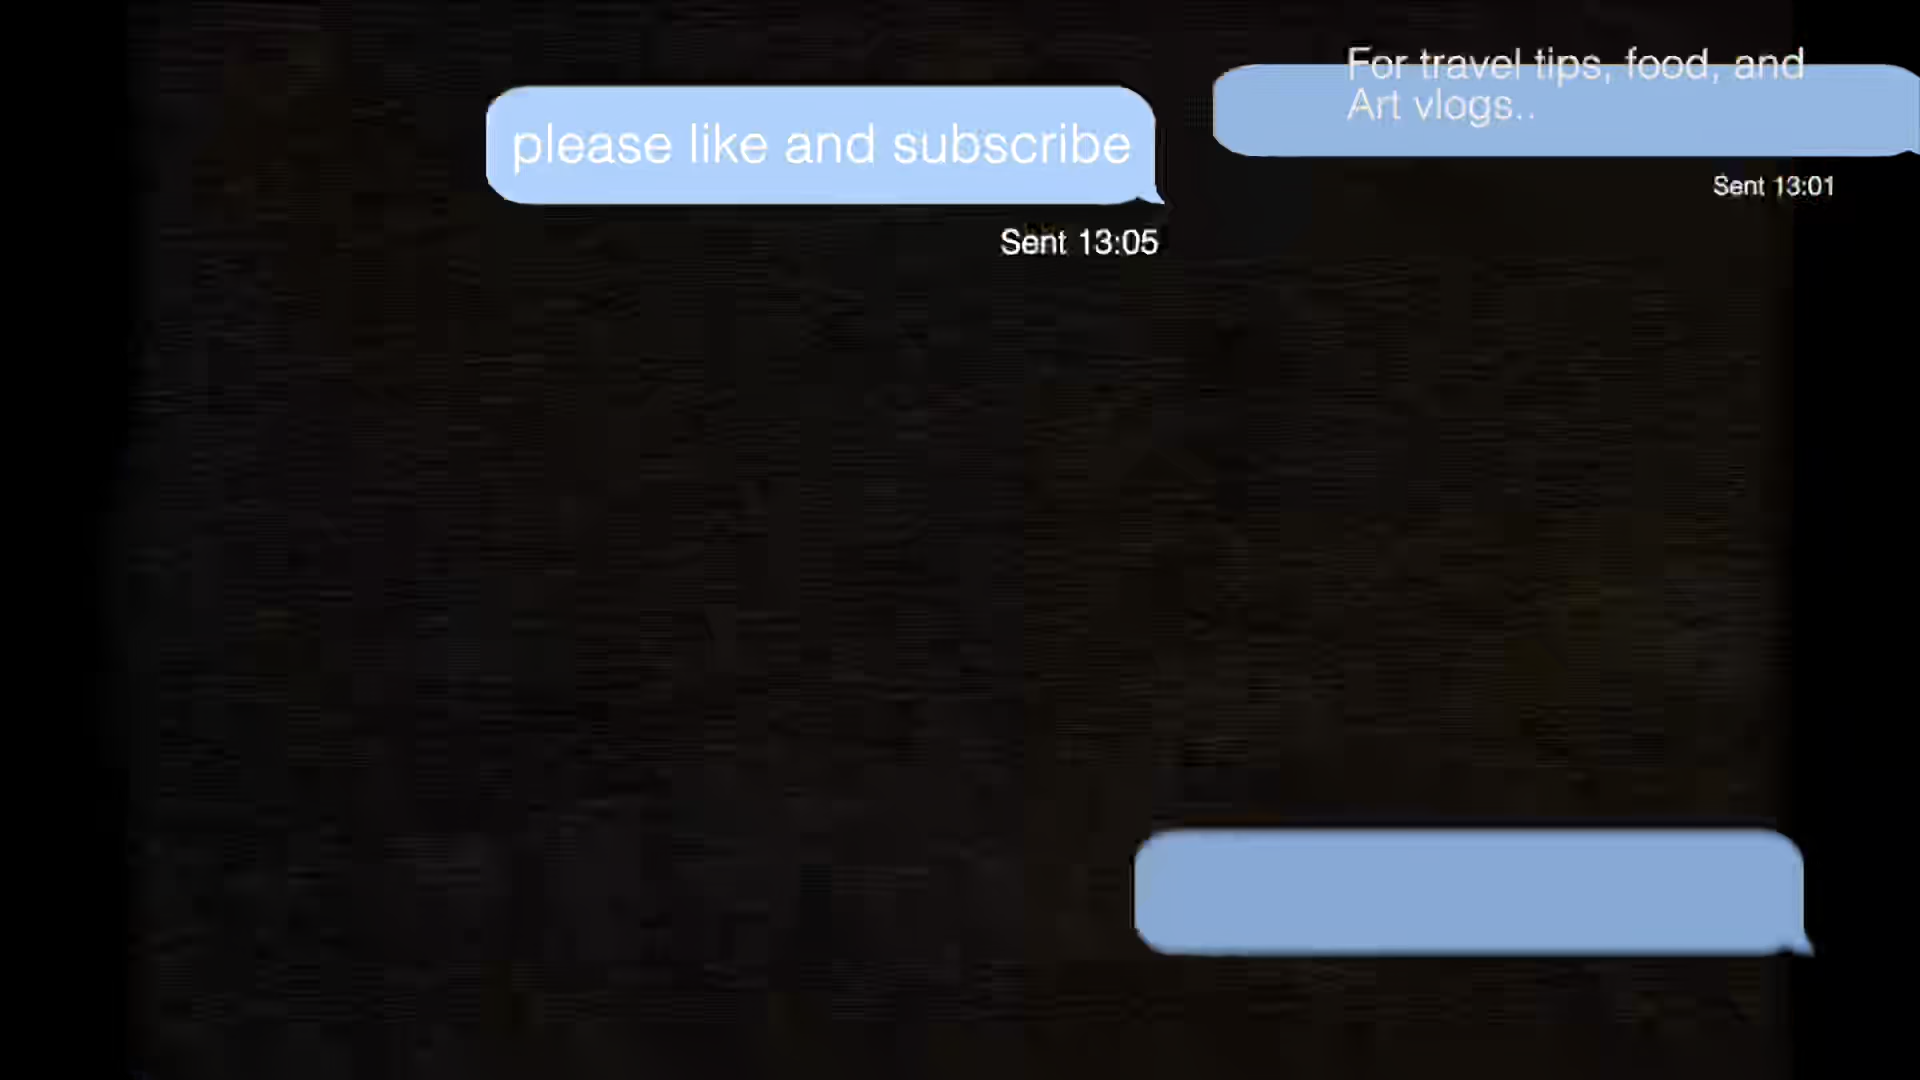 please like and subscribe
Sent 13:05
For travel tips, food, and
Art vlogs..
Sent 13:01